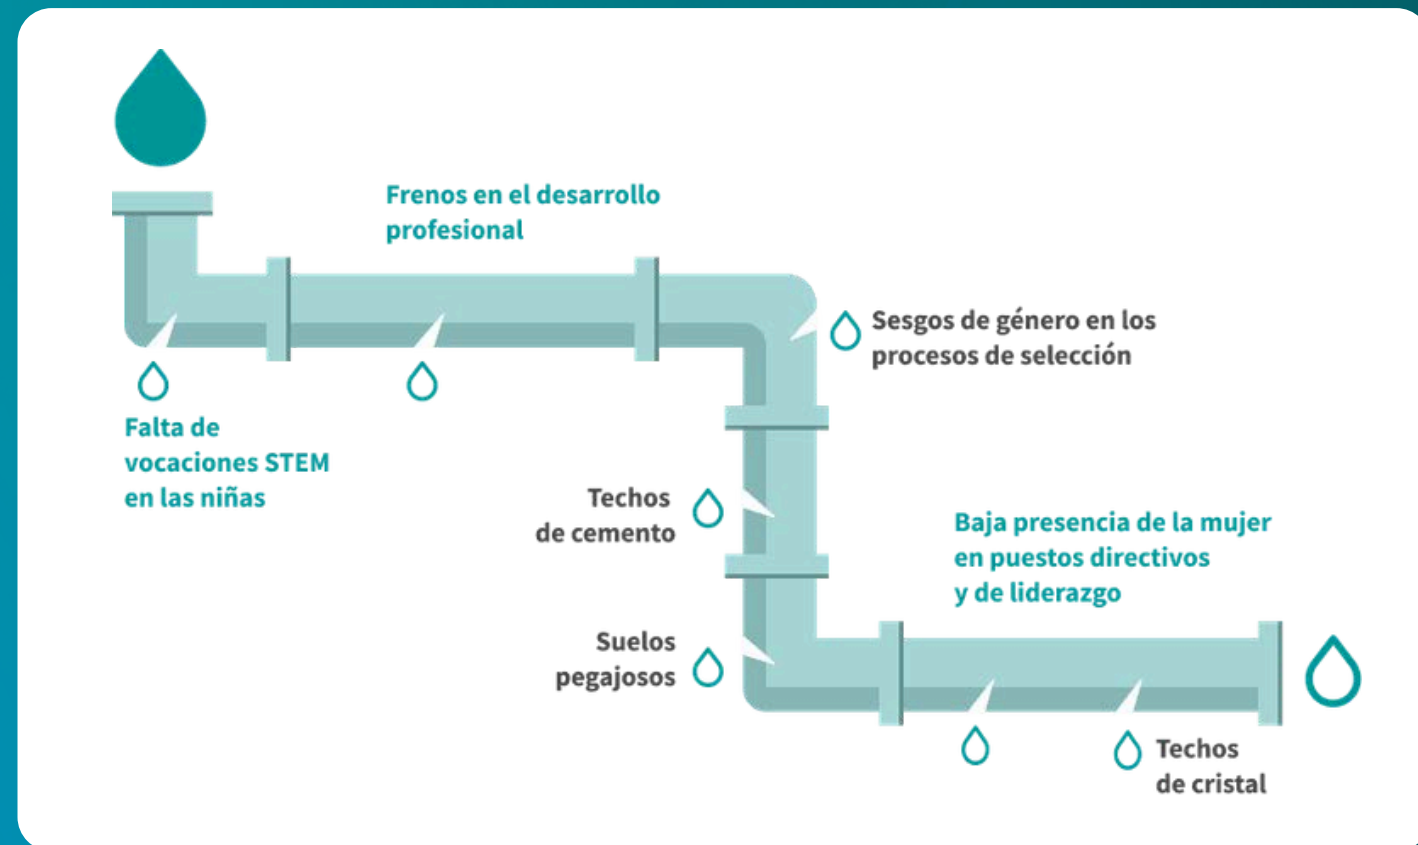 Frenos en el desarrollo
profesional
Sesgos de género en los
procesos de selección
Falta de
vocaciones STEM
en las niñas
Techos
de cemento
Baja presencia de la mujer
en puestos directivos
y de liderazgo
Suelos
pegajosos
Techos
de cristal